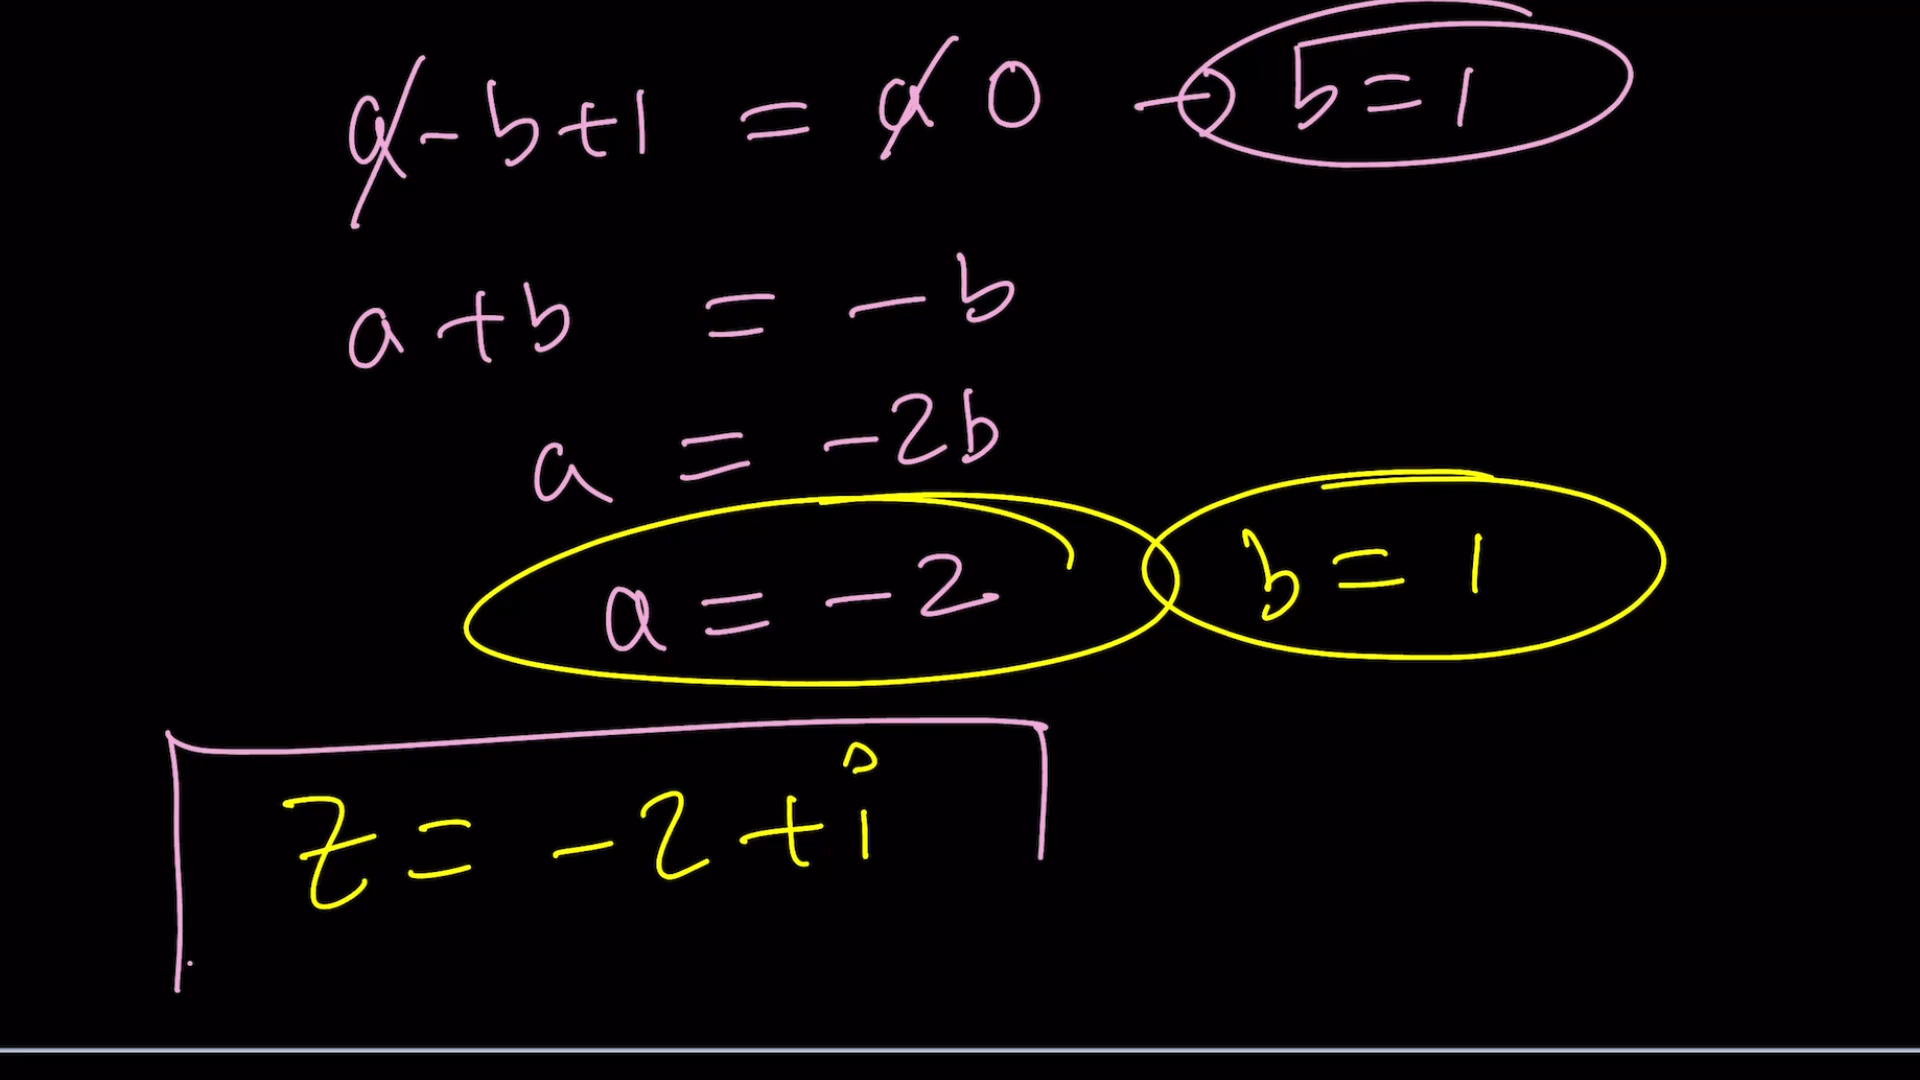 a - b + 1 = a 0 → b = 1
a + b = - b
a = - 2b
a = - 2 b = 1
z = - 2 + i